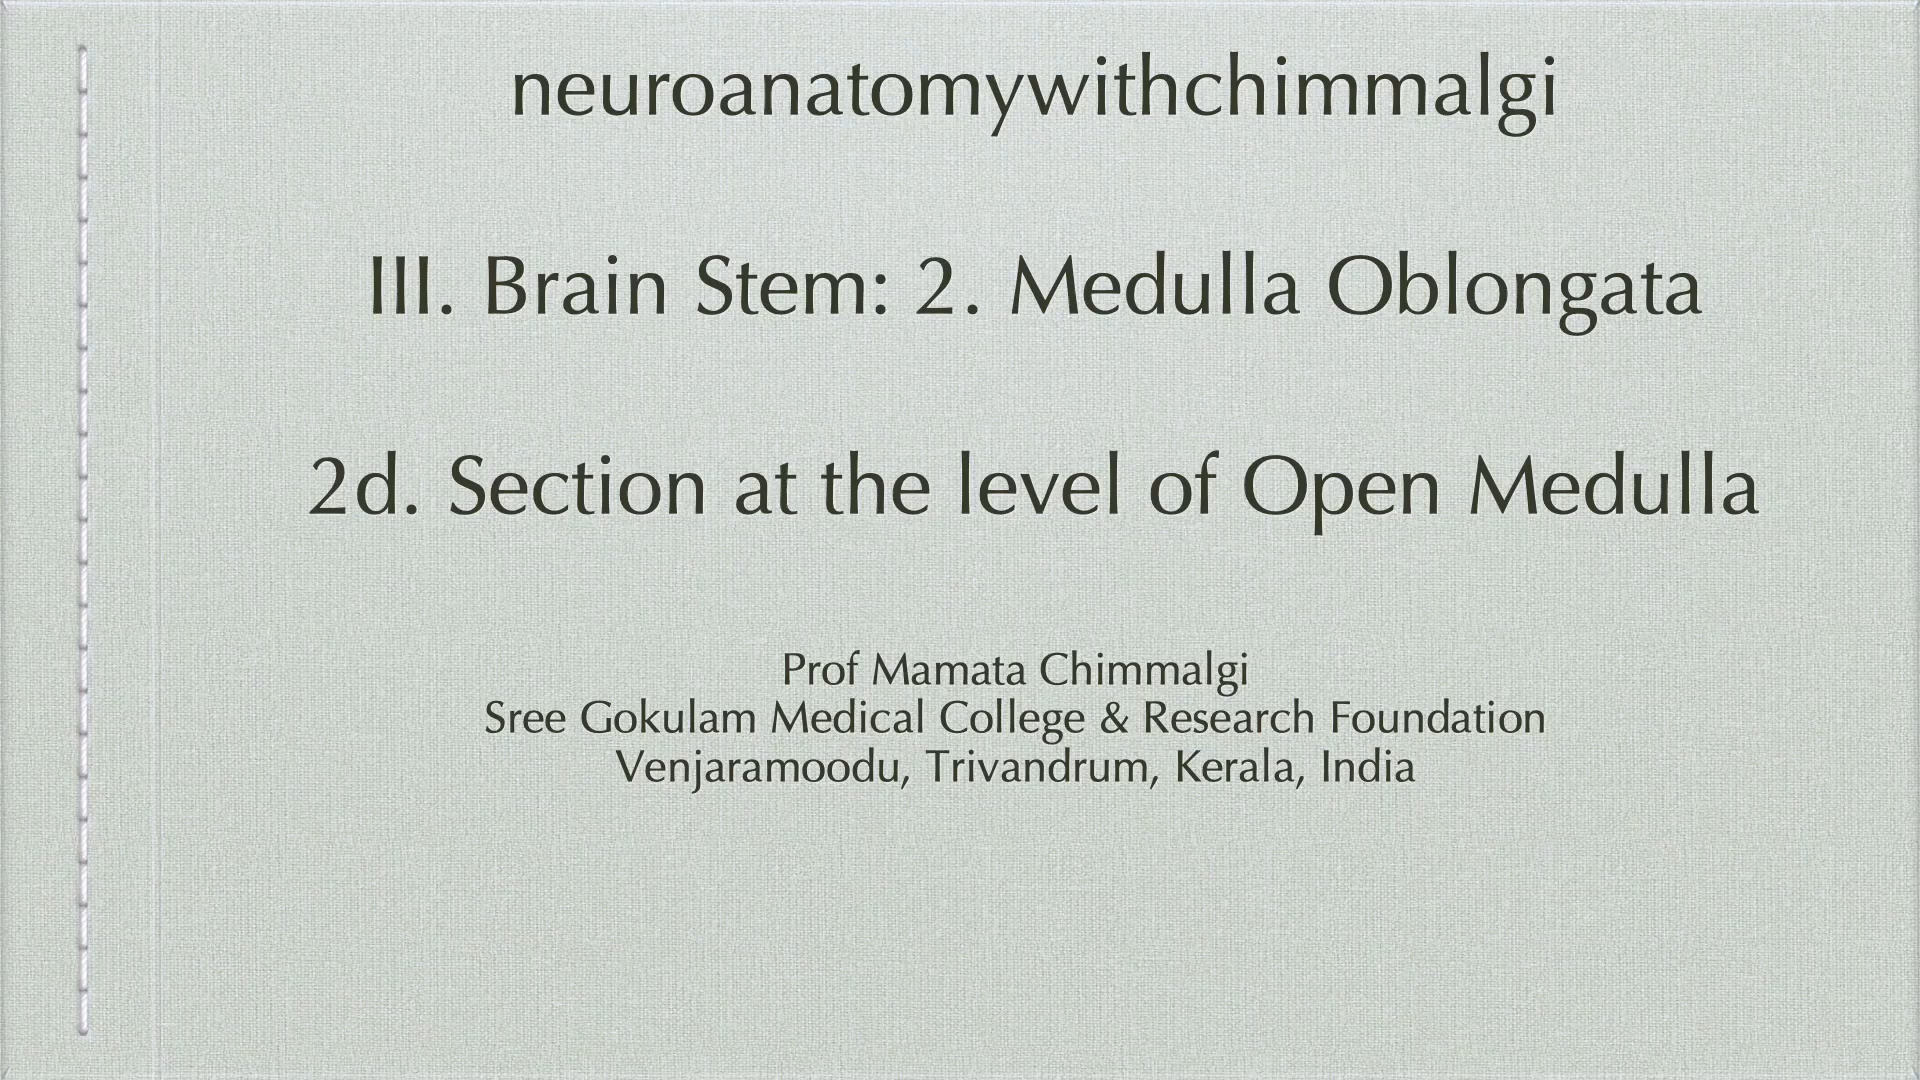 neuroanatomywithchimmalgi
III. Brain Stem: 2. Medulla Oblongata
2d. Section at the level of Open Medulla
Prof Mamata Chimmalgi
Sree Gokulam Medical College & Research Foundation
Venjaramoodu, Trivandrum, Kerala, India